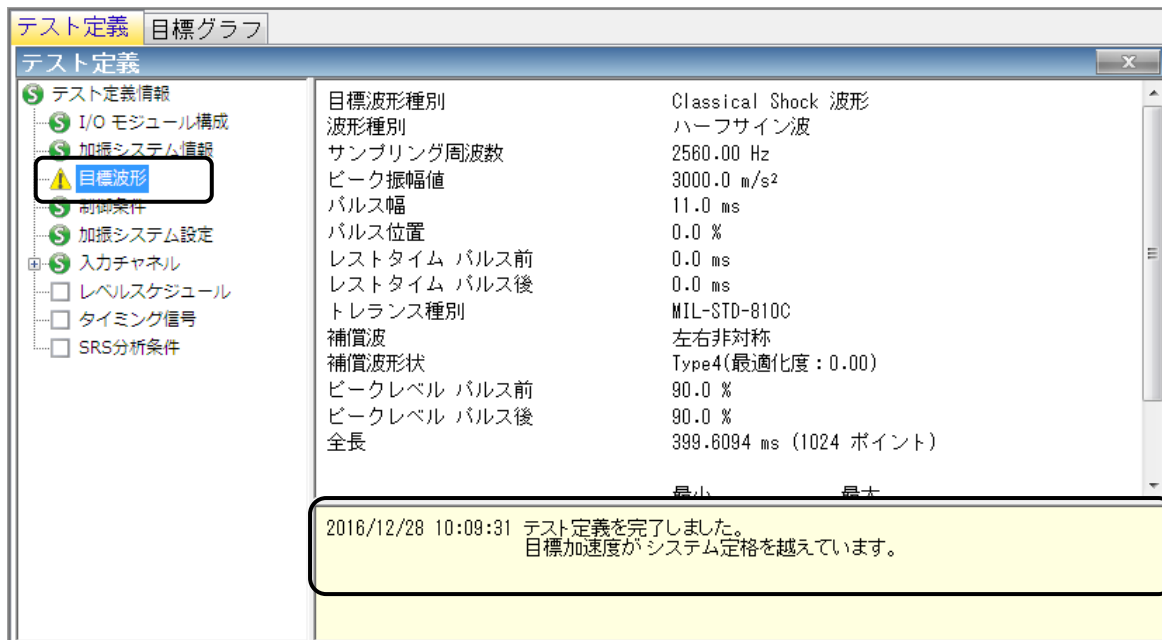 テスト定義 目標グラフ
テスト定義
テスト定義情報
I/O モジュール構成
加振システム情報
目標波形
制御条件
加振システム設定
入力チャネル
レベルスケジュール
タイミング信号
SRS分析条件
目標波形種別 Classical Shock 波形
波形種別 ハーフサイン波
サンプリング周波数 2560.00 Hz
ピーク振幅値 3000.0 m/s²
パルス幅 11.0 ms
パルス位置 0.0 %
レストタイム パルス前 0.0 ms
レストタイム パルス後 0.0 ms
トレランス種別 MIL-STD-810C
補償波 左右非対称
補償波形状 Type4(最適化度：0.00)
ピークレベル パルス前 90.0 %
ピークレベル パルス後 90.0 %
全長 399.6094 ms (1024 ポイント)
最小 最大
2016/12/28 10:09:31 テスト定義を完了しました。
目標加速度がシステム定格を越えています。